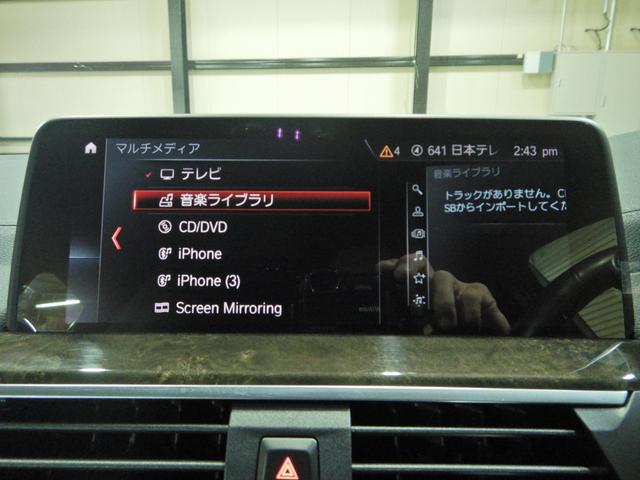 マルチメディア
4 641 日本テレ 2:43 pm
テレビ
音楽ライブラリ
CD/DVD
iPhone
iPhone (3)
Screen Mirroring
音楽ライブラリ
トラックがありません。C
SBからインポートしてくだ